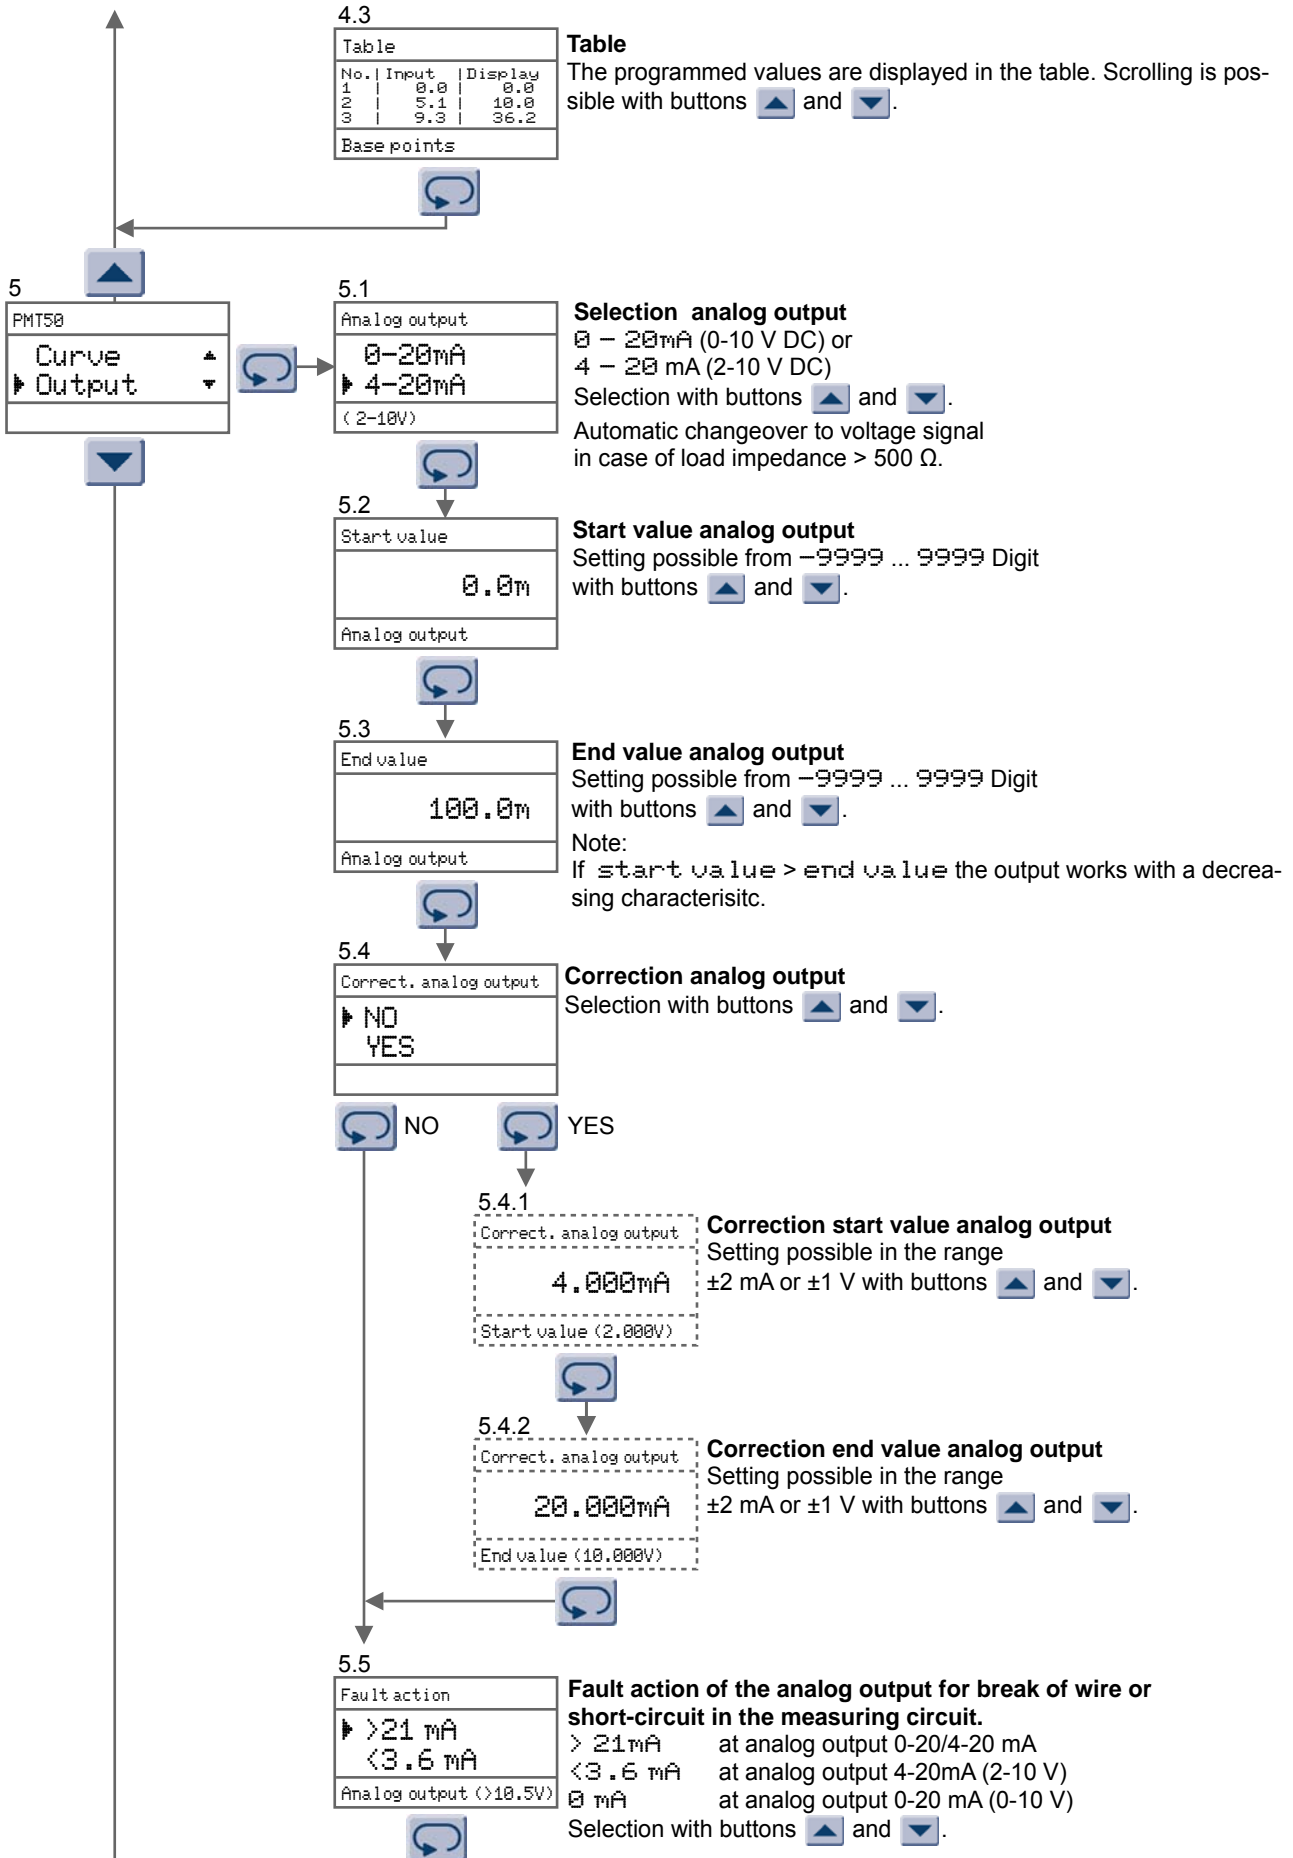 4.3
Table
No.|Input |Display
1 | 0.0 | 0.0
2 | 5.1 | 10.0
3 | 9.3 | 36.2
Base points
Table
The programmed values are displayed in the table. Scrolling is pos-
sible with buttons and .
5
PMT50
Curve
Output
5.1
Analog output
0-20mA
4-20mA
(2-10V)
Selection analog output
0 – 20mA (0-10 V DC) or
4 – 20 mA (2-10 V DC)
Selection with buttons and .
Automatic changeover to voltage signal
in case of load impedance > 500 Ω.
5.2
Start value
0.0m
Analog output
Start value analog output
Setting possible from –9999 ... 9999 Digit
with buttons and .
5.3
End value
100.0m
Analog output
End value analog output
Setting possible from –9999 ... 9999 Digit
with buttons and .
Note:
If start value > end value the output works with a decrea-
sing characterisitc.
5.4
Correct. analog output
NO
YES
Correction analog output
Selection with buttons and .
NO
YES
5.4.1
Correct. analog output
4.000mA
Start value (2.000V)
Correction start value analog output
Setting possible in the range
±2 mA or ±1 V with buttons and .
5.4.2
Correct. analog output
20.000mA
End value (10.000V)
Correction end value analog output
Setting possible in the range
±2 mA or ±1 V with buttons and .
5.5
Fault action
>21 mA
<3.6 mA
Analog output (>10.5V)
Fault action of the analog output for break of wire or
short-circuit in the measuring circuit.
> 21mA at analog output 0-20/4-20 mA
<3.6 mA at analog output 4-20mA (2-10 V)
0 mA at analog output 0-20 mA (0-10 V)
Selection with buttons and .